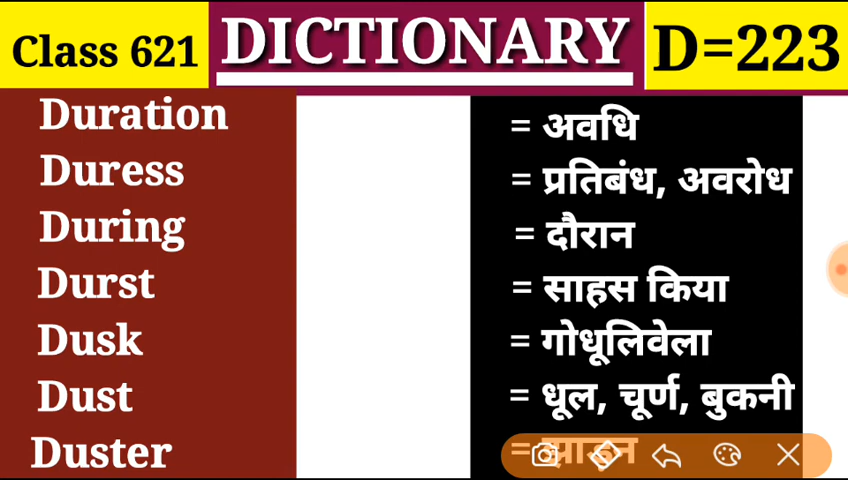 Class 621 DICTIONARY D=223
Duration = अवधि
Duress = प्रतिबंध, अवरोध
During = दौरान
Durst = साहस किया
Dusk = गोधूलिवेला
Dust = धूल, चूर्ण, बुकनी
Duster =